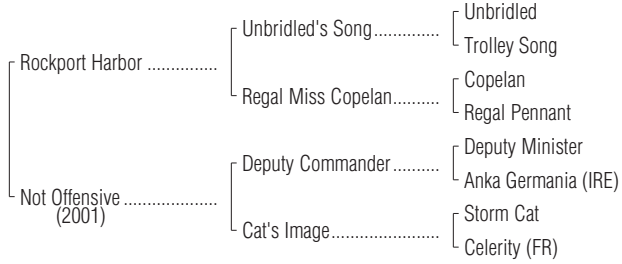 Unbridled
Unbridled's Song..............
Trolley Song
Rockport Harbor ...............
Copelan
Regal Miss Copelan..........
Regal Pennant
Deputy Minister
Deputy Commander..........
Anka Germania (IRE)
Not Offensive ....................
(2001)
Storm Cat
Cat's Image.......................
Celerity (FR)